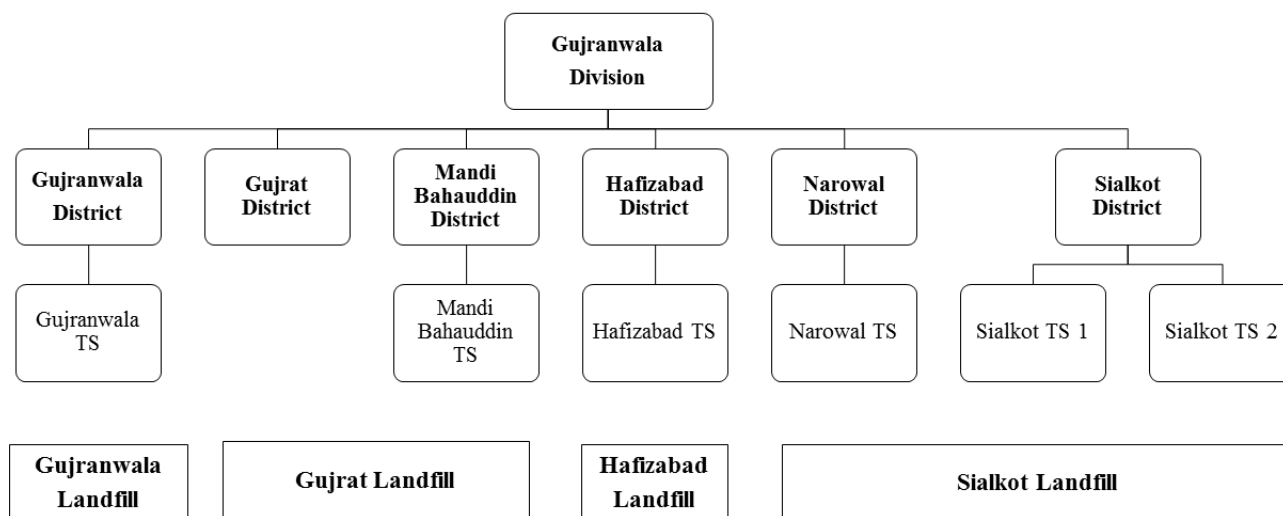 Gujranwala
Division
Gujranwala
District
Gujrat
District
Mandi
Bahauddin
District
Hafizabad
District
Narowal
District
Sialkot
District
Gujranwala
TS
Mandi
Bahauddin
TS
Hafizabad TS
Narowal TS
Sialkot TS 1
Sialkot TS 2
Gujranwala
Landfill
Gujrat Landfill
Hafizabad
Landfill
Sialkot Landfill